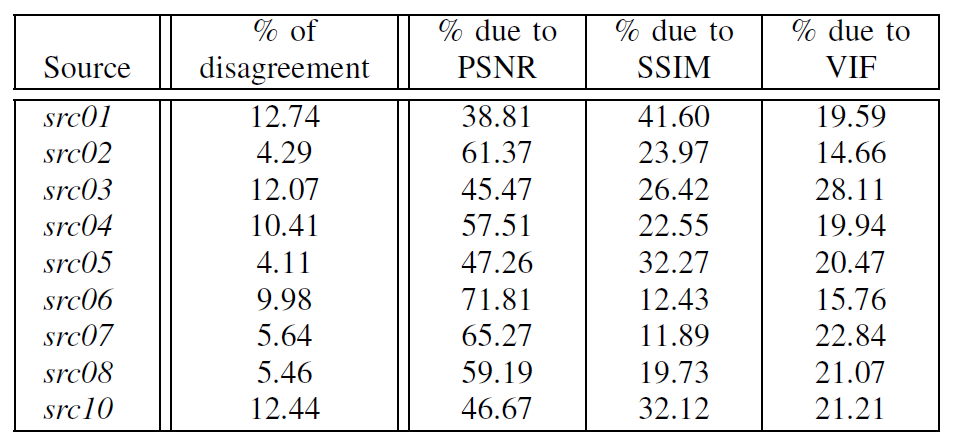 Source % of disagreement % due to PSNR % due to SSIM % due to VIF
src01 12.74 38.81 41.60 19.59
src02 4.29 61.37 23.97 14.66
src03 12.07 45.47 26.42 28.11
src04 10.41 57.51 22.55 19.94
src05 4.11 47.26 32.27 20.47
src06 9.98 71.81 12.43 15.76
src07 5.64 65.27 11.89 22.84
src08 5.46 59.19 19.73 21.07
src10 12.44 46.67 32.12 21.21